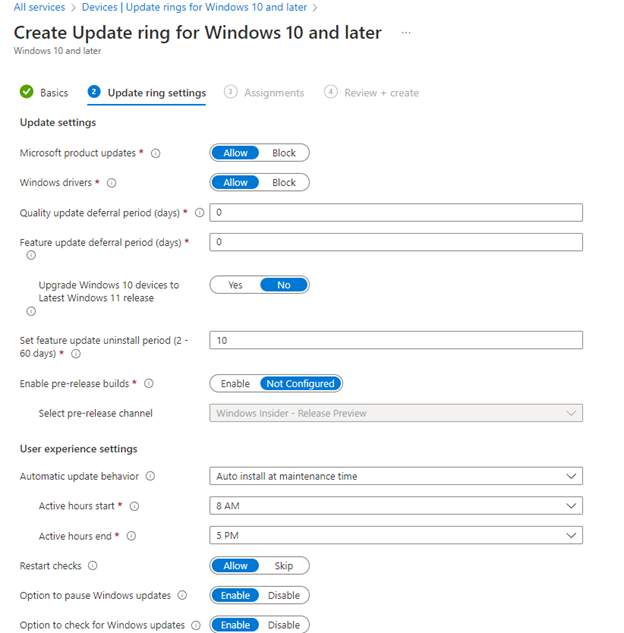 All services > Devices | Update rings for Windows 10 and later >
Create Update ring for Windows 10 and later ...
Windows 10 and later
Basics 2 Update ring settings 3 Assignments 4 Review + create
Update settings
Microsoft product updates * Allow Block
Windows drivers * Allow Block
Quality update deferral period (days) * 0
Feature update deferral period (days) * 0
Upgrade Windows 10 devices to Yes No
Latest Windows 11 release
Set feature update uninstall period (2 - 10
60 days) *
Enable pre-release builds * Enable Not Configured
Select pre-release channel Windows Insider - Release Preview
User experience settings
Automatic update behavior Auto install at maintenance time
Active hours start * 8 AM
Active hours end * 5 PM
Restart checks Allow Skip
Option to pause Windows updates Enable Disable
Option to check for Windows updates Enable Disable